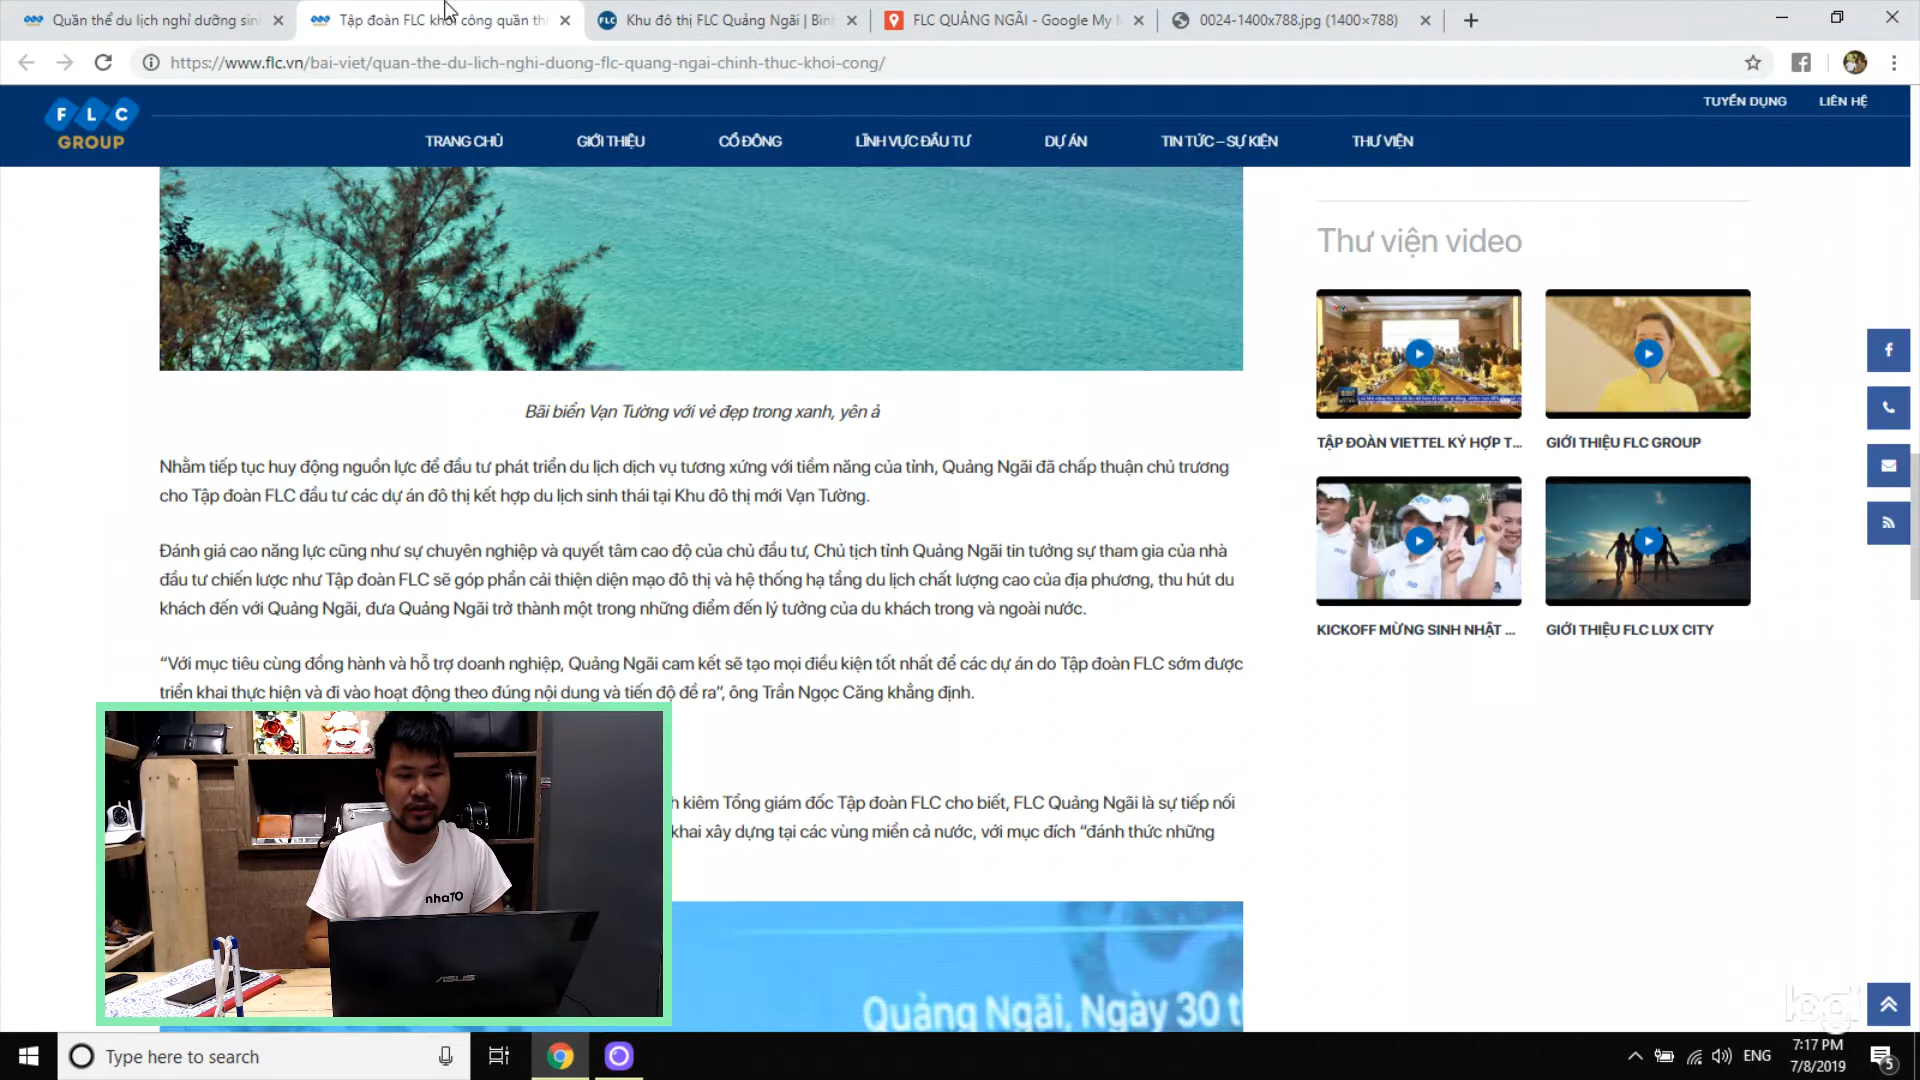 Quần thể du lịch nghỉ dưỡng sin
Tập đoàn FLC khởi công quần th
Khu đô thị FLC Quảng Ngãi | Bìn
FLC QUẢNG NGÃI - Google My
0024-1400x788.jpg (1400×788)
https://www.flc.vn/bai-viet/quan-the-du-lich-nghi-duong-flc-quang-ngai-chinh-thuc-khoi-cong/
TUYỂN DỤNG
LIÊN HỆ
FLC
GROUP
TRANG CHỦ
GIỚI THIỆU
CỔ ĐÔNG
LĨNH VỰC ĐẦU TƯ
DỰ ÁN
TIN TỨC – SỰ KIỆN
THƯ VIỆN
Bãi biển Vạn Tường với vẻ đẹp trong xanh, yên ả
Nhằm tiếp tục huy động nguồn lực để đầu tư phát triển du lịch dịch vụ tương xứng với tiềm năng của tỉnh, Quảng Ngãi đã chấp thuận chủ trương
cho Tập đoàn FLC đầu tư các dự án đô thị kết hợp du lịch sinh thái tại Khu đô thị mới Vạn Tường.
Đánh giá cao năng lực cũng như sự chuyên nghiệp và quyết tâm cao độ của chủ đầu tư, Chủ tịch tỉnh Quảng Ngãi tin tưởng sự tham gia của nhà
đầu tư chiến lược như Tập đoàn FLC sẽ góp phần cải thiện diện mạo đô thị và hệ thống hạ tầng du lịch chất lượng cao của địa phương, thu hút du
khách đến với Quảng Ngãi, đưa Quảng Ngãi trở thành một trong những điểm đến lý tưởng của du khách trong và ngoài nước.
“Với mục tiêu cùng đồng hành và hỗ trợ doanh nghiệp, Quảng Ngãi cam kết sẽ tạo mọi điều kiện tốt nhất để các dự án do Tập đoàn FLC sớm được
triển khai thực hiện và đi vào hoạt động theo đúng nội dung và tiến độ đề ra”, ông Trần Ngọc Căng khẳng định.
h kiêm Tổng giám đốc Tập đoàn FLC cho biết, FLC Quảng Ngãi là sự tiếp nối
khai xây dựng tại các vùng miền cả nước, với mục đích “đánh thức những
Quảng Ngãi, Ngày 30 t
Thư viện video
TẬP ĐOÀN VIETTEL KÝ HỢP T...
GIỚI THIỆU FLC GROUP
KICKOFF MỪNG SINH NHẬT ...
GIỚI THIỆU FLC LUX CITY
nhaTO
ASUS
logi
Type here to search
ENG
7:17 PM
7/8/2019
5